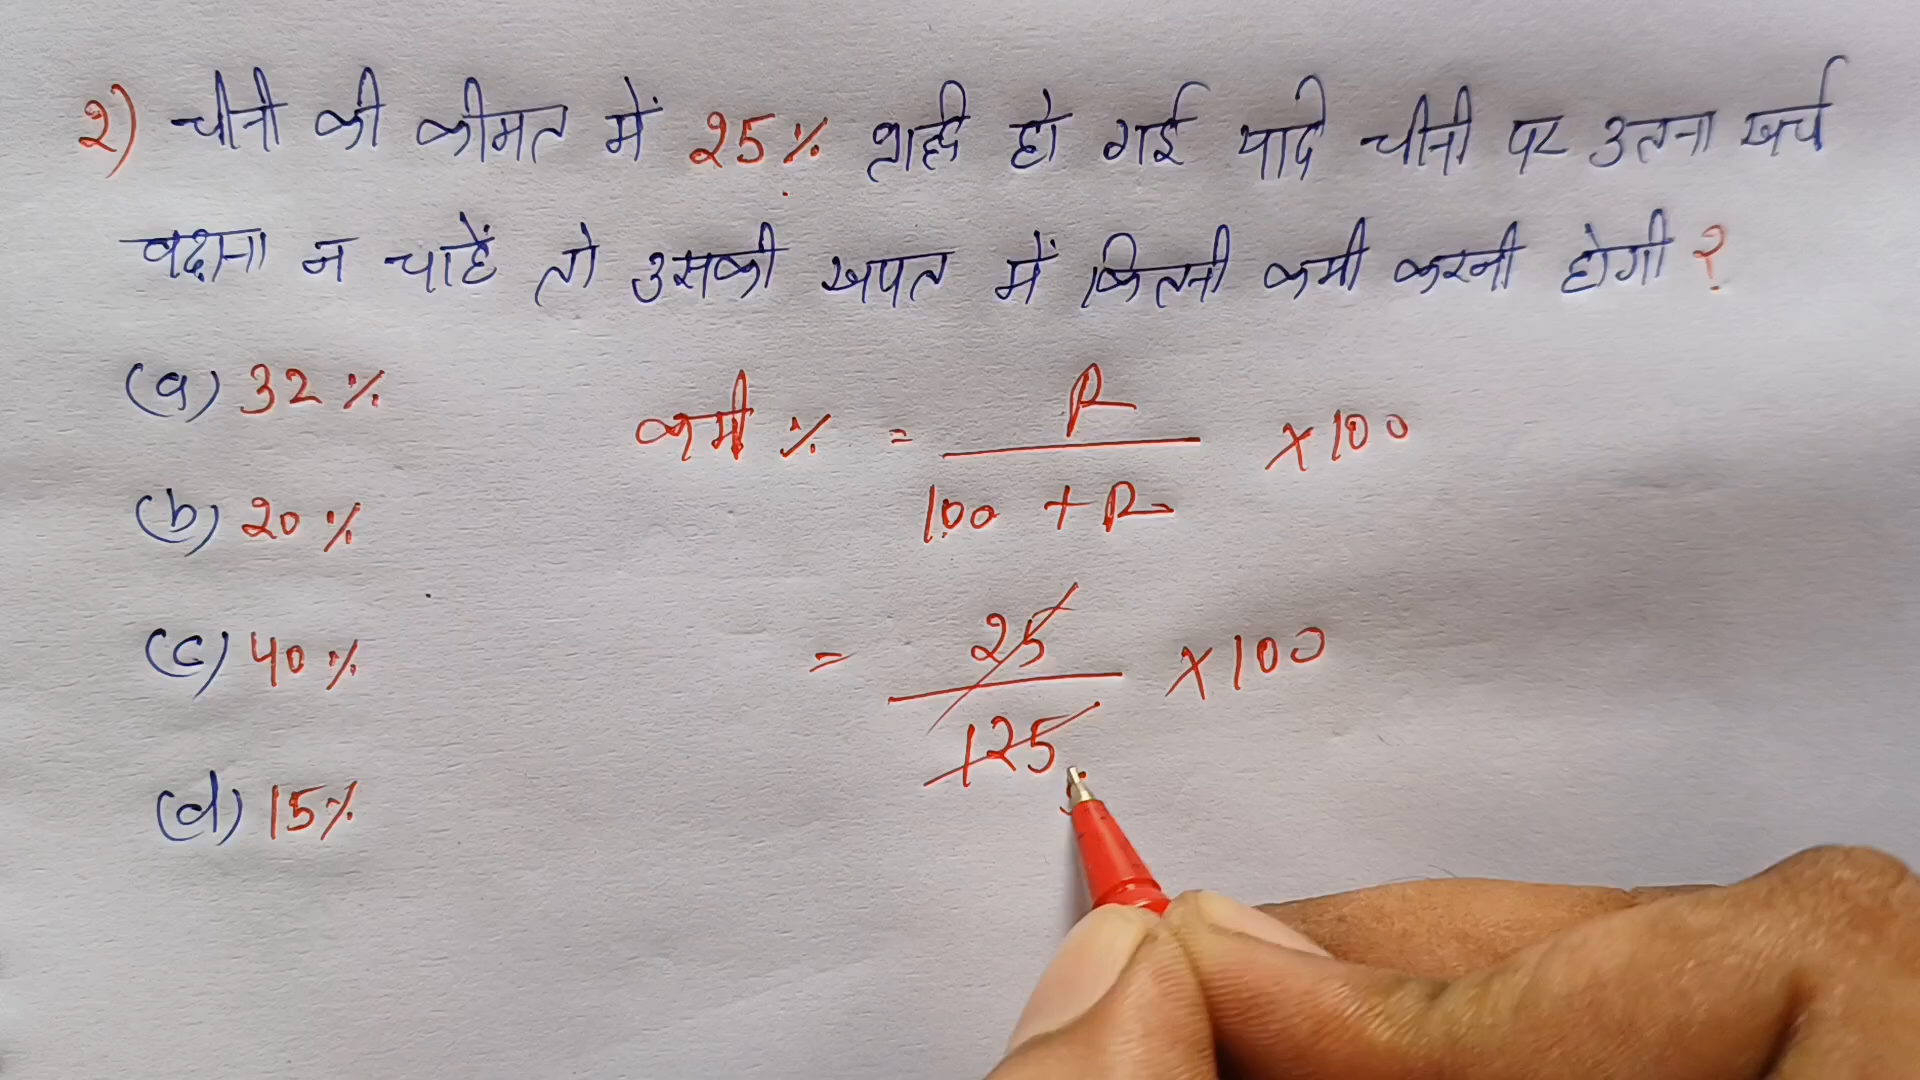 २) चीनी की कीमत में 25% वृद्धि हो गई यदि चीनी पर उतना खर्च
बढ़ाना न चाहें तो उसकी खपत में कितनी कमी करनी होगी ?
(a) 32%
(b) 20%
(c) 40%
(d) 15%
कमी % = R / 100 + R × 100
= 25 / 125 × 100